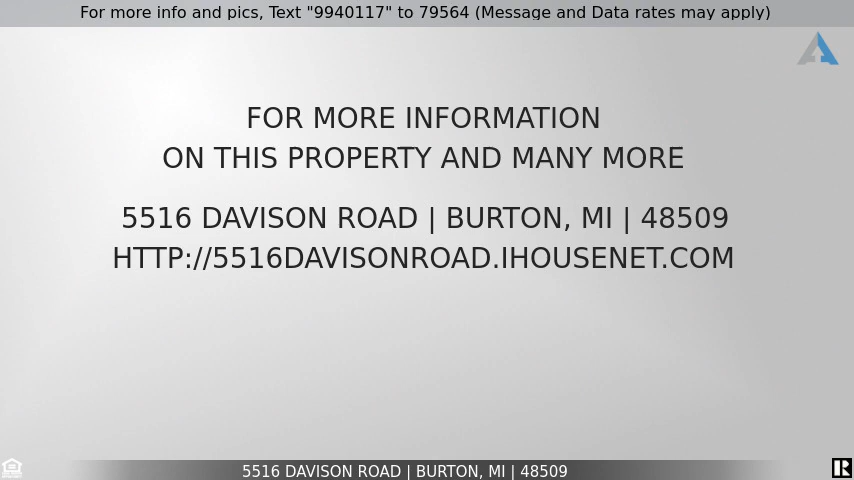 For more info and pics, Text "9940117" to 79564 (Message and Data rates may apply)
FOR MORE INFORMATION
ON THIS PROPERTY AND MANY MORE
5516 DAVISON ROAD | BURTON, MI | 48509
HTTP://5516DAVISONROAD.IHOUSENET.COM
5516 DAVISON ROAD | BURTON, MI | 48509